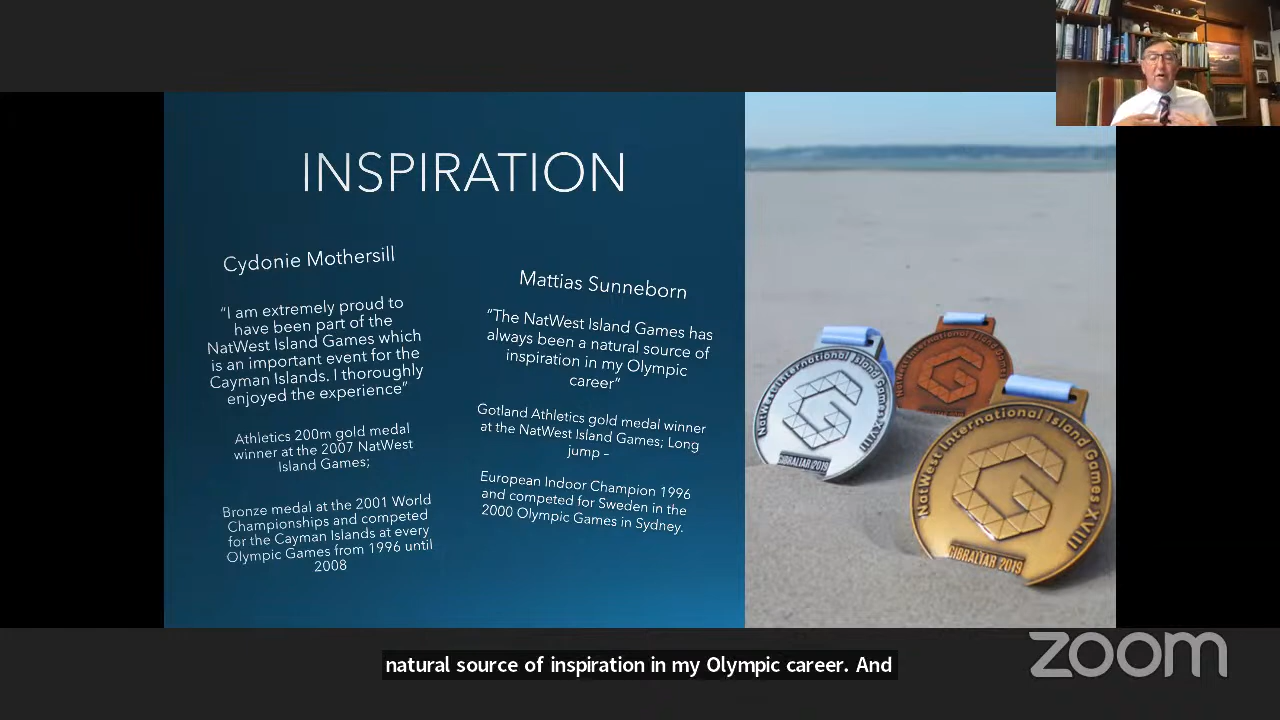 INSPIRATION
Cydonie Mothersill
“I am extremely proud to
have been part of the
NatWest Island Games which
is an important event for the
Cayman Islands. I thoroughly
enjoyed the experience”
Athletics 200m gold medal
winner at the 2007 NatWest
Island Games;
Bronze medal at the 2001 World
Championships and competed
for the Cayman Islands at every
Olympic Games from 1996 until
2008
Mattias Sunneborn
“The NatWest Island Games has
always been a natural source of
inspiration in my Olympic
career”
Gotland Athletics gold medal winner
at the NatWest Island Games; Long
jump –
European Indoor Champion 1996
and competed for Sweden in the
2000 Olympic Games in Sydney.
NatWest International Island Games XVIII
GIBRALTAR 2019
NatWest International Island Games
NatWest International Island Games XVIII
GIBRALTAR 2019
natural source of inspiration in my Olympic career. And
zoom